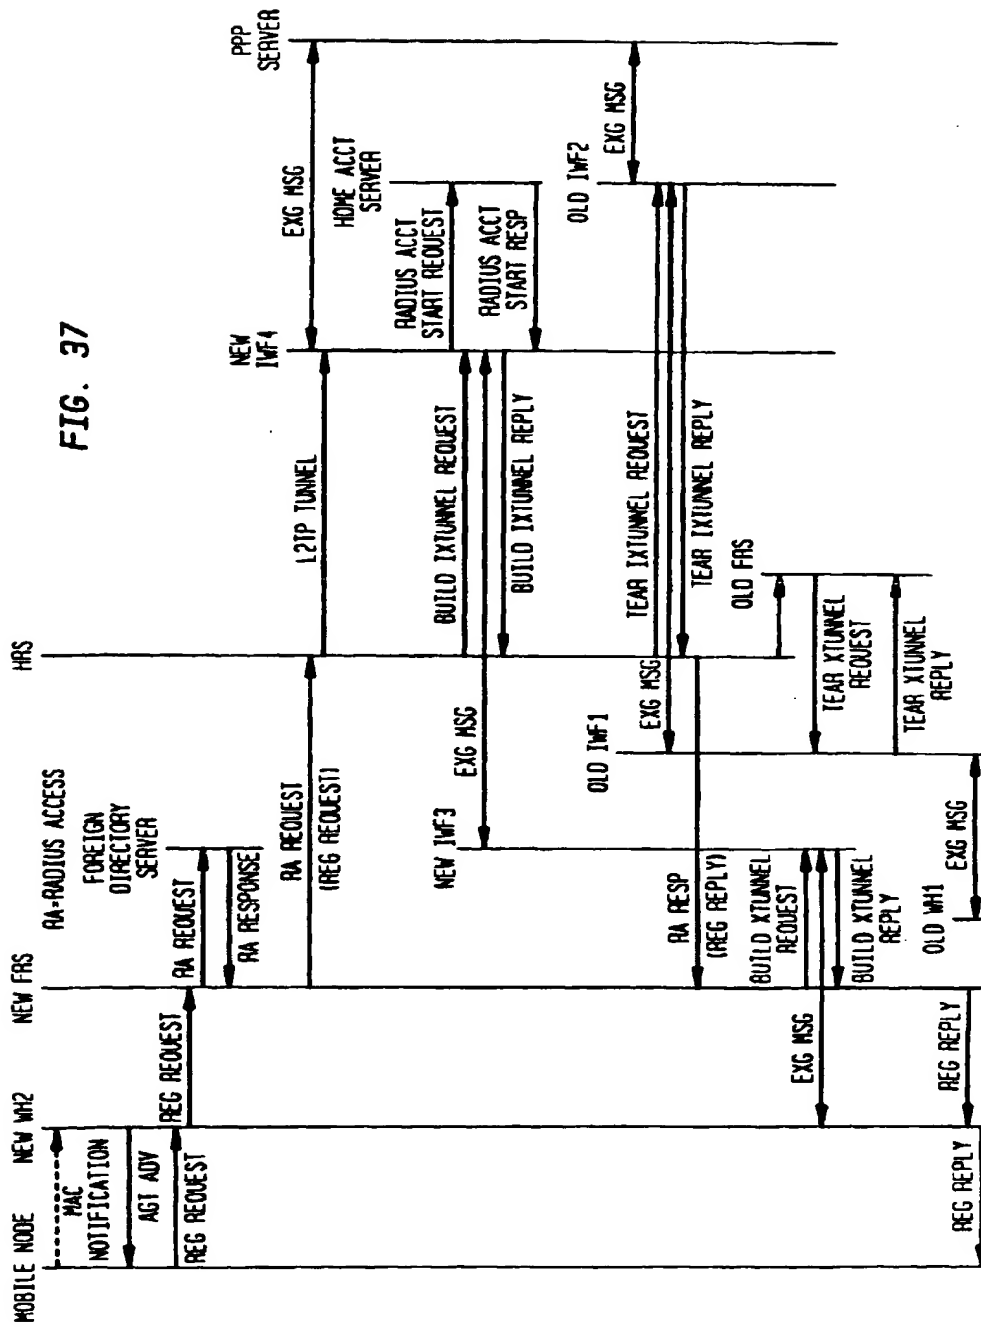 FIG. 37
MOBILE NODE
NEW WH2
NEW FRS
RA=RADIUS ACCESS
HRS
NEW
IWF4
PPP
SERVER
MAC
NOTIFICATION
AGT ADV
REG REQUEST
REG REQUEST
FOREIGN
DIRECTORY
SERVER
RA REQUEST
RA RESPONSE
RA REQUEST
(REG REQUEST)
L2TP TUNNEL
EXG MSG
HOME ACCT
SERVER
RADIUS ACCT
START REQUEST
RADIUS ACCT
START RESP
BUILD IXTUNNEL REQUEST
NEW IWF3
EXG MSG
BUILD IXTUNNEL REPLY
OLD IWF2
EXG MSG
TEAR IXTUNNEL REQUEST
OLD IWF1
EXG MSG
TEAR IXTUNNEL REPLY
RA RESP
(REG REPLY)
OLD FRS
BUILD XTUNNEL
REQUEST
EXG MSG
BUILD XTUNNEL
REPLY
TEAR XTUNNEL
REQUEST
TEAR XTUNNEL
REPLY
OLD WH1
EXG MSG
REG REPLY
REG REPLY